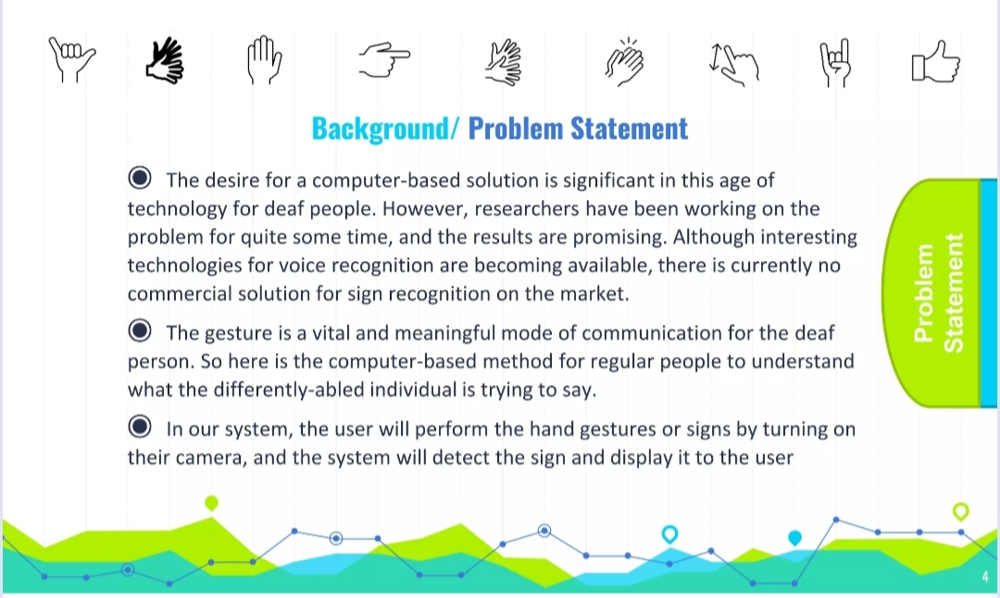 Background/ Problem Statement
The desire for a computer-based solution is significant in this age of
technology for deaf people. However, researchers have been working on the
problem for quite some time, and the results are promising. Although interesting
technologies for voice recognition are becoming available, there is currently no
commercial solution for sign recognition on the market.
The gesture is a vital and meaningful mode of communication for the deaf
person. So here is the computer-based method for regular people to understand
what the differently-abled individual is trying to say.
In our system, the user will perform the hand gestures or signs by turning on
their camera, and the system will detect the sign and display it to the user
Problem
Statement
4